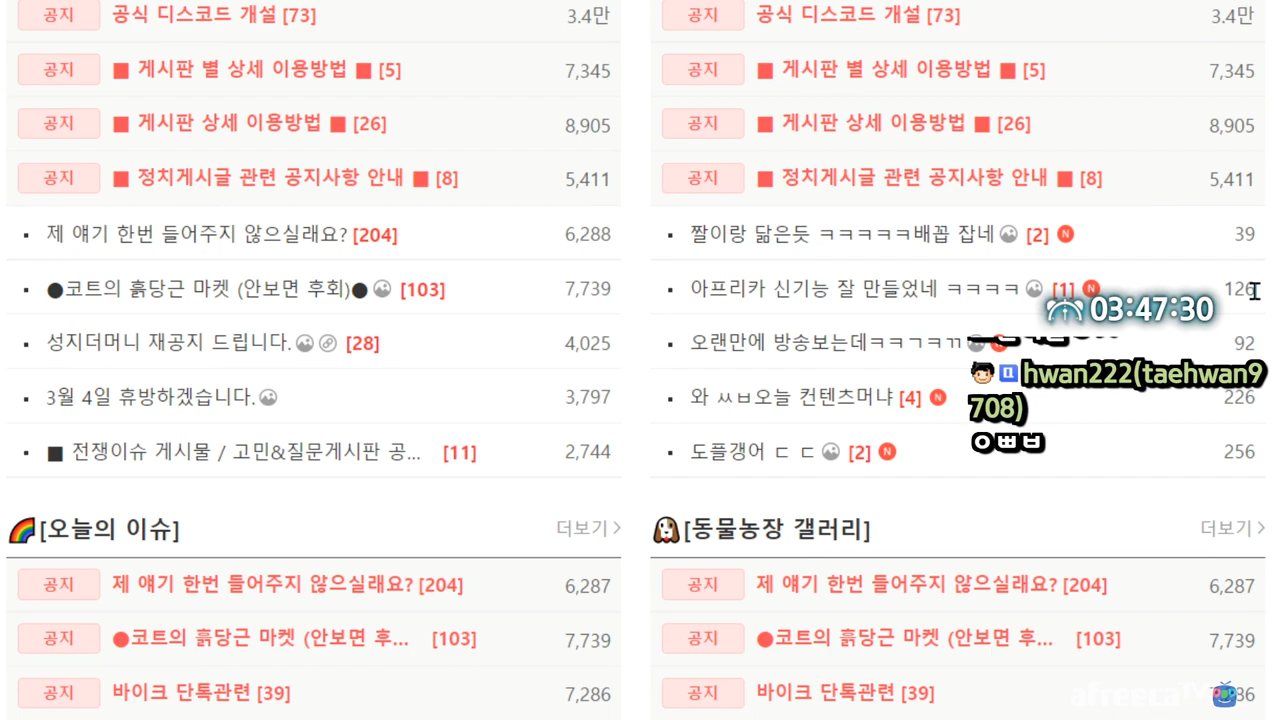 공지 공식 디스코드 개설 [73] 3.4만
공지 ■ 게시판 별 상세 이용방법 ■ [5] 7,345
공지 ■ 게시판 상세 이용방법 ■ [26] 8,905
공지 ■ 정치게시글 관련 공지사항 안내 ■ [8] 5,411
제 얘기 한번 들어주지 않으실래요? [204] 6,288
●코트의 흙당근 마켓 (안보면 후회)● [103] 7,739
성지더머니 재공지 드립니다. [28] 4,025
3월 4일 휴방하겠습니다. 3,797
■ 전쟁이슈 게시물 / 고민&질문게시판 공... [11] 2,744
[오늘의 이슈] 더보기 >
공지 제 얘기 한번 들어주지 않으실래요? [204] 6,287
공지 ●코트의 흙당근 마켓 (안보면 후... [103] 7,739
공지 바이크 단톡관련 [39] 7,286
공지 공식 디스코드 개설 [73] 3.4만
공지 ■ 게시판 별 상세 이용방법 ■ [5] 7,345
공지 ■ 게시판 상세 이용방법 ■ [26] 8,905
공지 ■ 정치게시글 관련 공지사항 안내 ■ [8] 5,411
짤이랑 닮은듯 ㅋㅋㅋㅋㅋ배꼽 잡네 [2] N 39
아프리카 신기능 잘 만들었네 ㅋㅋㅋㅋ [1] N 126
03:47:30
오랜만에 방송보는데ㅋㅋㄱㅋㄲ 92
hwan222(taehwan9
708)
ㅇㅃㅂ
와 ㅆㅂ오늘 컨텐츠머냐 [4] N 226
도플갱어 ㄷ ㄷ [2] N 256
[동물농장 갤러리] 더보기 >
공지 제 얘기 한번 들어주지 않으실래요? [204] 6,287
공지 ●코트의 흙당근 마켓 (안보면 후... [103] 7,739
공지 바이크 단톡관련 [39]
afreecaTV